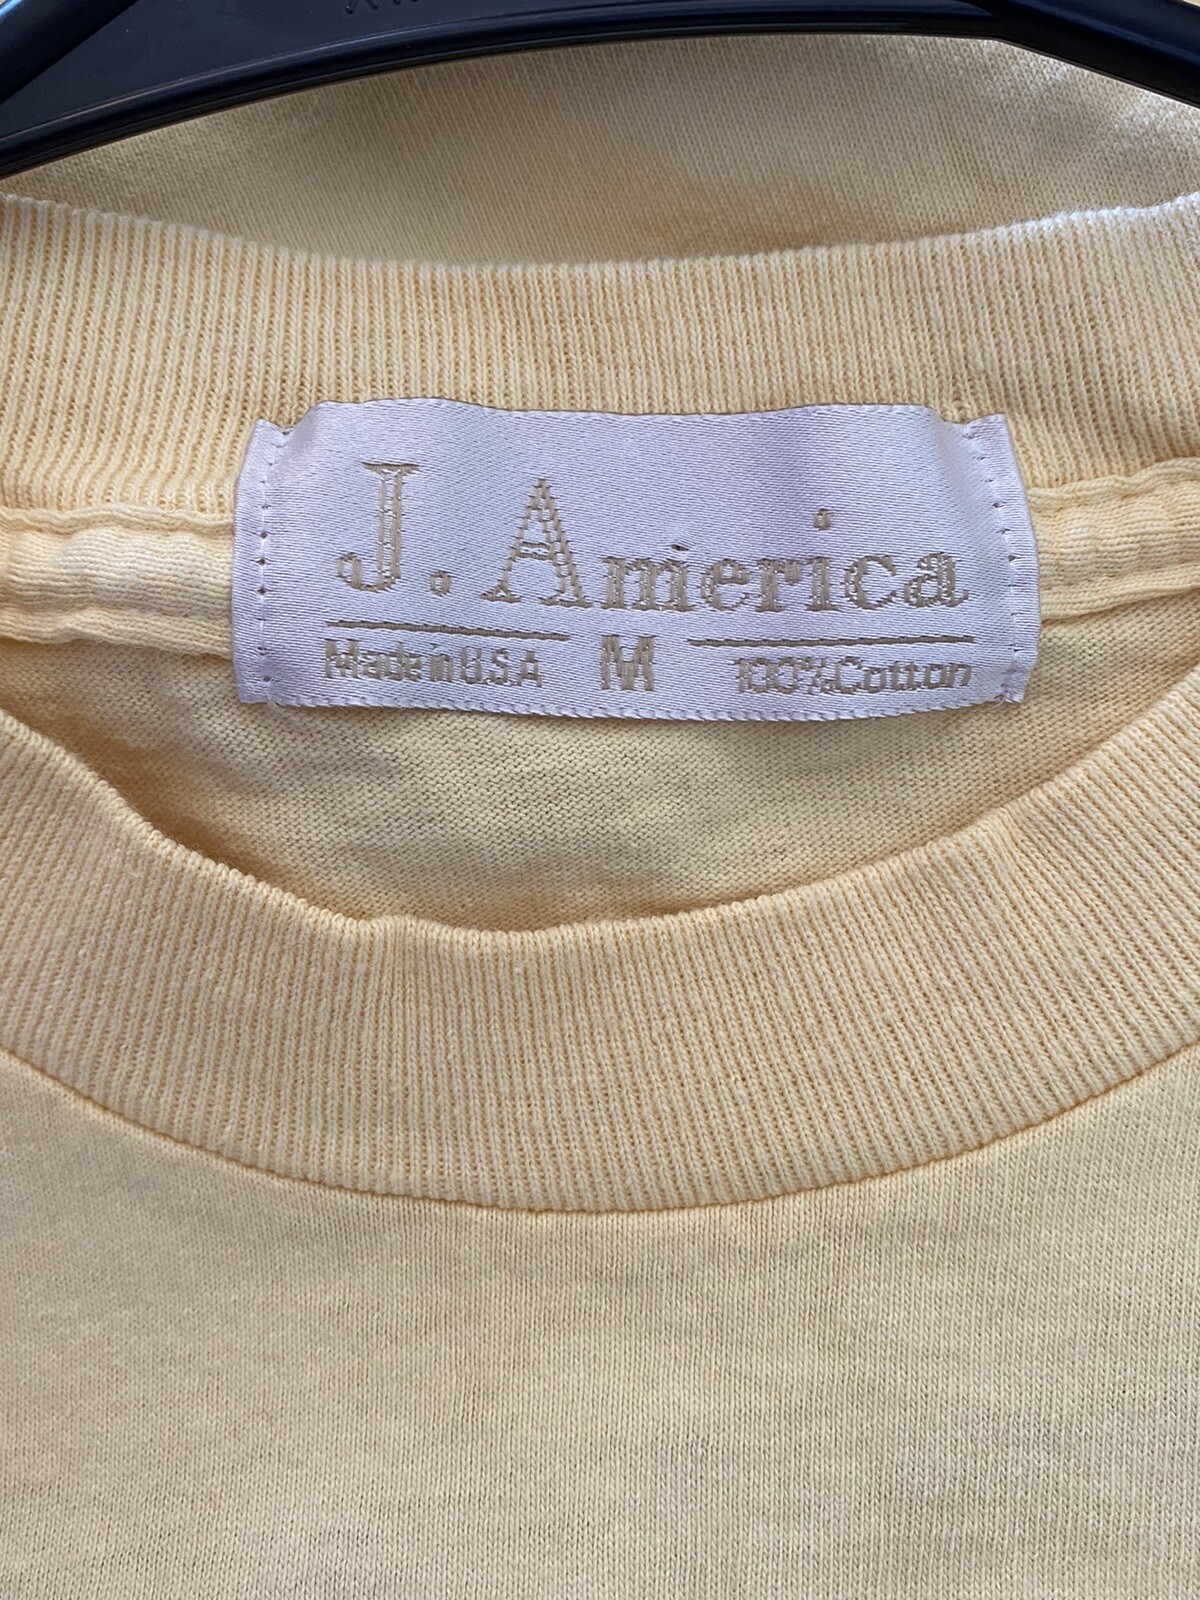 J. America
Made in U.S.A M 100% Cotton